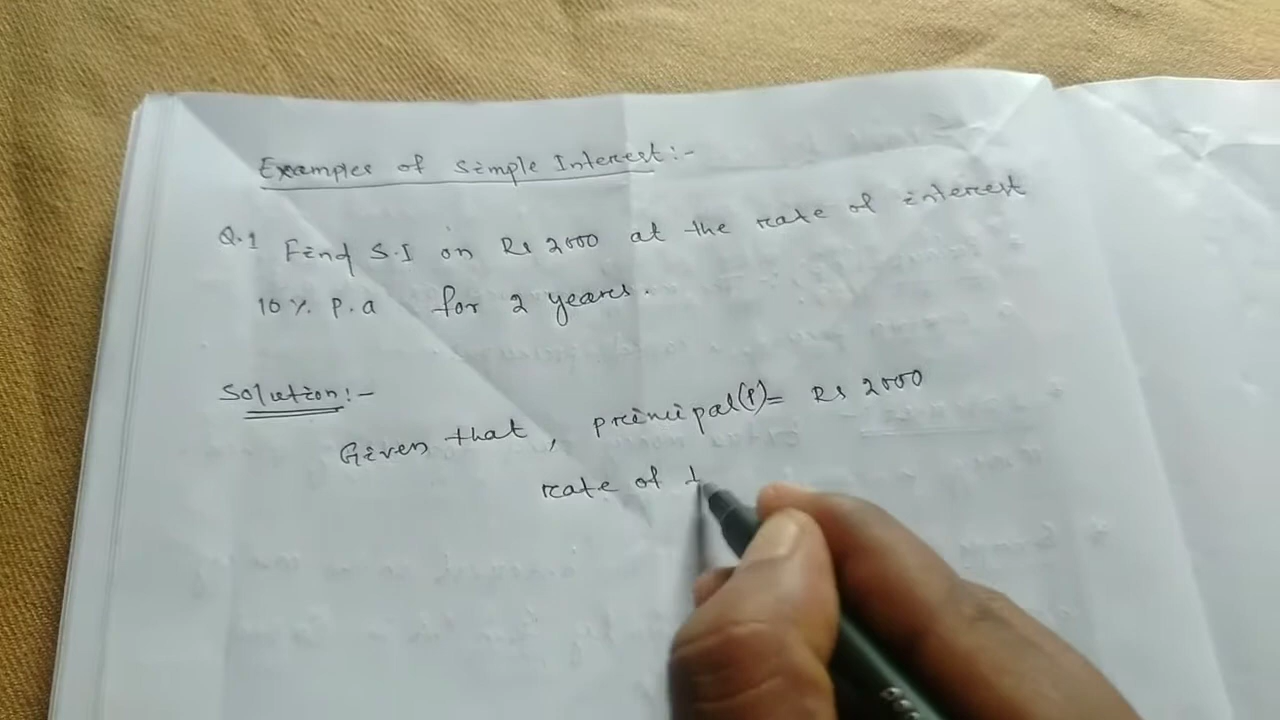 Examples of Simple Interest:-
Q.1 Find S.I on Rs 2000 at the rate of interest
10% P.a for 2 years.
Solution:-
Given that, principal(P)= Rs 2000
rate of